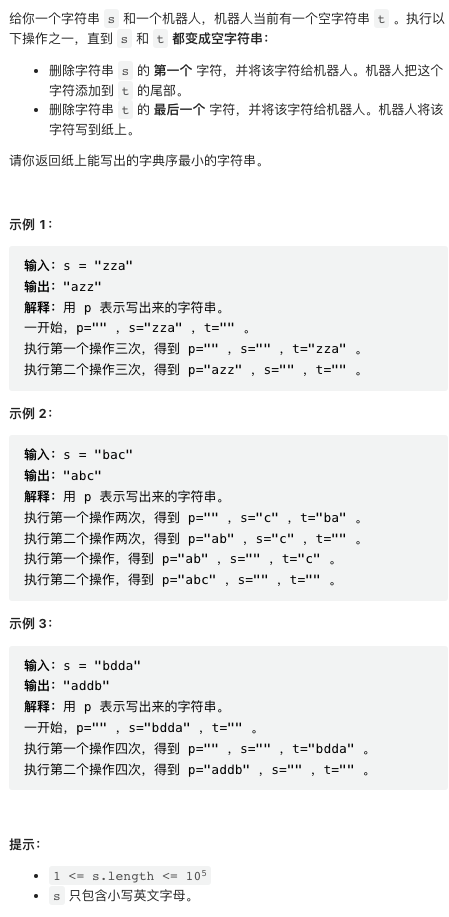 给你一个字符串 s 和一个机器人，机器人当前有一个空字符串 t 。执行以
下操作之一，直到 s 和 t 都变成空字符串：
• 删除字符串 s 的 第一个 字符，并将该字符给机器人。机器人把这个
字符添加到 t 的尾部。
• 删除字符串 t 的 最后一个 字符，并将该字符给机器人。机器人将该
字符写到纸上。
请你返回纸上能写出的字典序最小的字符串。
示例 1：
输入：s = "zza"
输出："azz"
解释：用 p 表示写出来的字符串。
一开始，p="" ，s="zza" ，t="" 。
执行第一个操作三次，得到 p="" ，s="" ，t="zza" 。
执行第二个操作三次，得到 p="azz" ，s="" ，t="" 。
示例 2：
输入：s = "bac"
输出："abc"
解释：用 p 表示写出来的字符串。
执行第一个操作两次，得到 p="" ，s="c" ，t="ba" 。
执行第二个操作两次，得到 p="ab" ，s="c" ，t="" 。
执行第一个操作，得到 p="ab" ，s="" ，t="c" 。
执行第二个操作，得到 p="abc" ，s="" ，t="" 。
示例 3：
输入：s = "bdda"
输出："addb"
解释：用 p 表示写出来的字符串。
一开始，p="" ，s="bdda" ，t="" 。
执行第一个操作四次，得到 p="" ，s="" ，t="bdda" 。
执行第二个操作四次，得到 p="addb" ，s="" ，t="" 。
提示：
• 1 <= s.length <= 10⁵
• s 只包含小写英文字母。